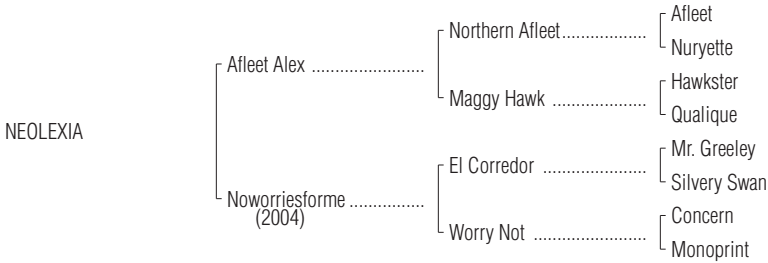 Afleet
Northern Afleet..................
Nuryette
Afleet Alex ........................
Hawkster
Maggy Hawk ....................
Qualique
NEOLEXIA
Mr. Greeley
El Corredor ......................
Silvery Swan
Noworriesforme ................
(2004)
Concern
Worry Not ........................
Monoprint